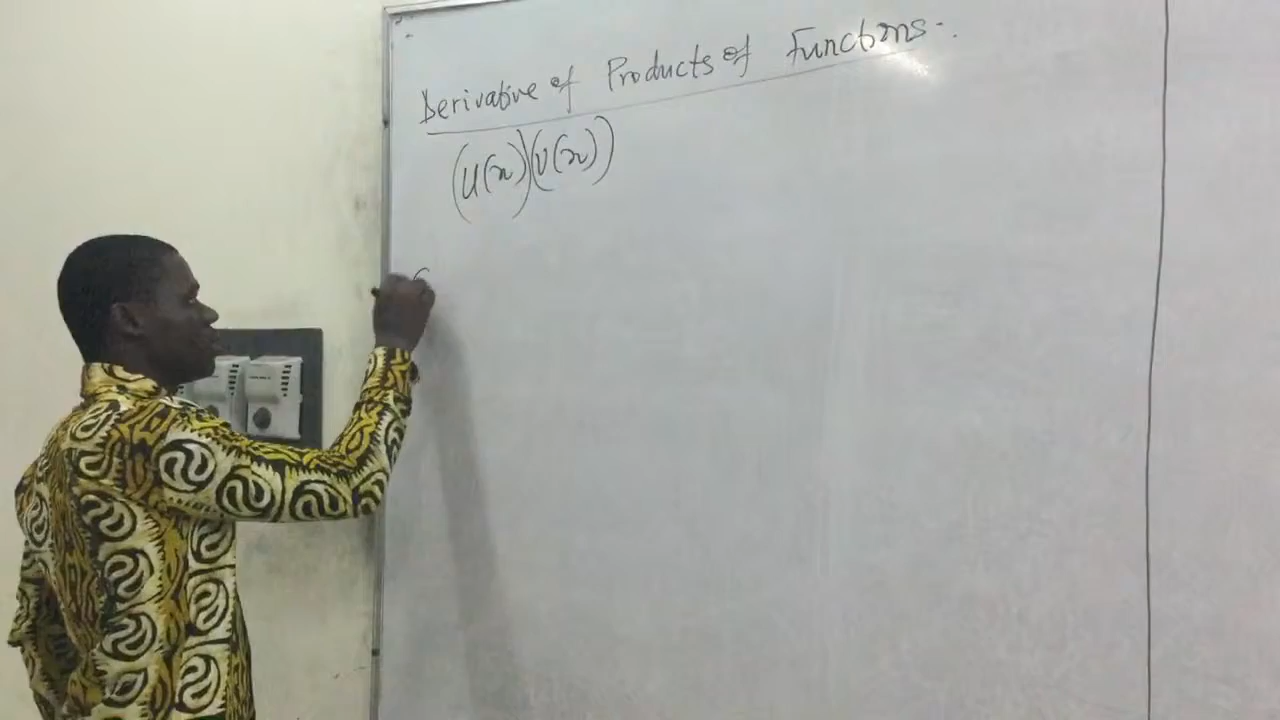 Derivative of Products of Functions.
(U(x))(V(x))